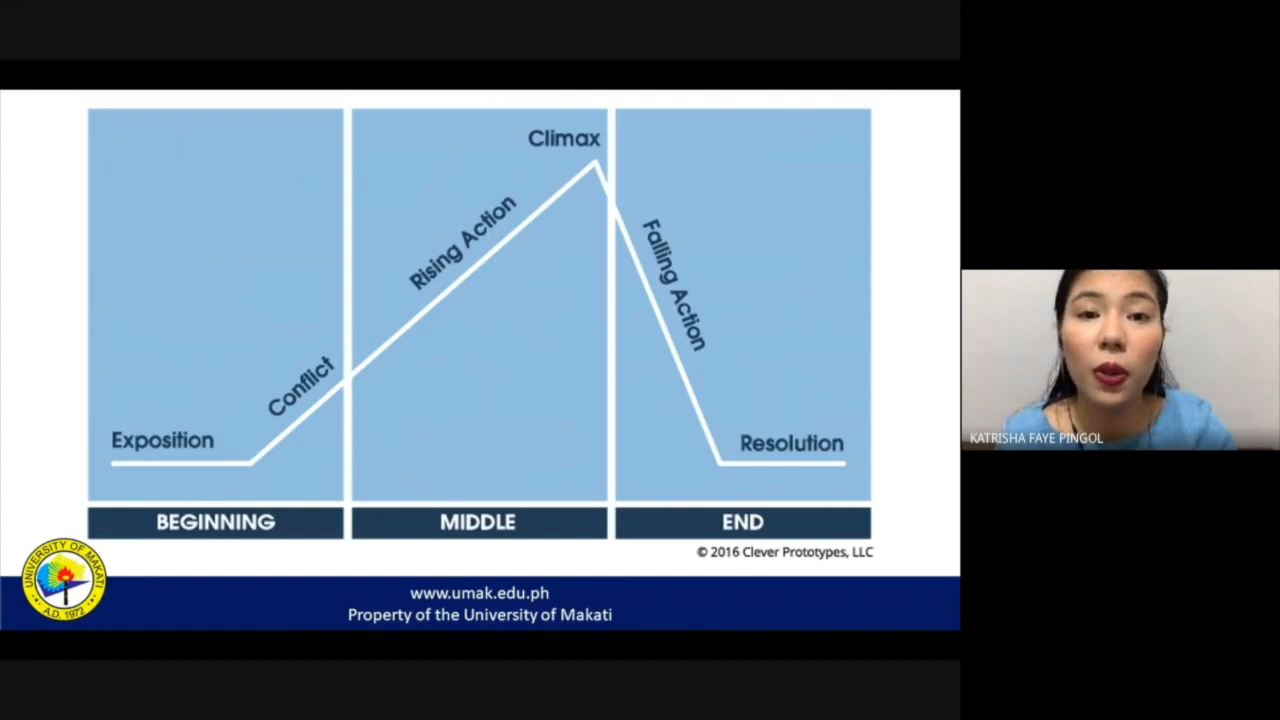 Climax
Rising Action
Falling Action
Conflict
Exposition
Resolution
BEGINNING
MIDDLE
END
© 2016 Clever Prototypes, LLC
UNIVERSITY OF MAKATI
A.D. 1972
www.umak.edu.ph
Property of the University of Makati
KATRISHA FAYE PINGOL